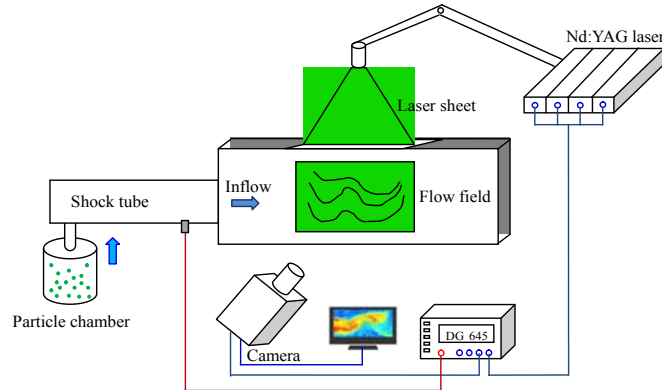 Nd:YAG laser
Laser sheet
Shock tube
Inflow
Flow field
Particle chamber
Camera
DG 645